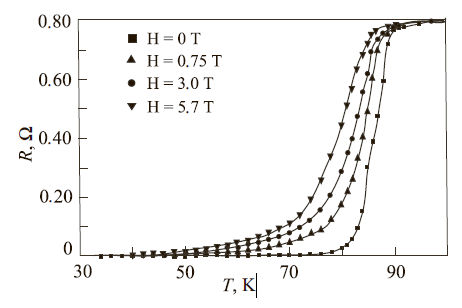 0.80
H = 0 T
H = 0.75 T
0.60
H = 3.0 T
H = 5.7 T
R, Ω
0.40
0.20
0
30 50 70 90
T, K